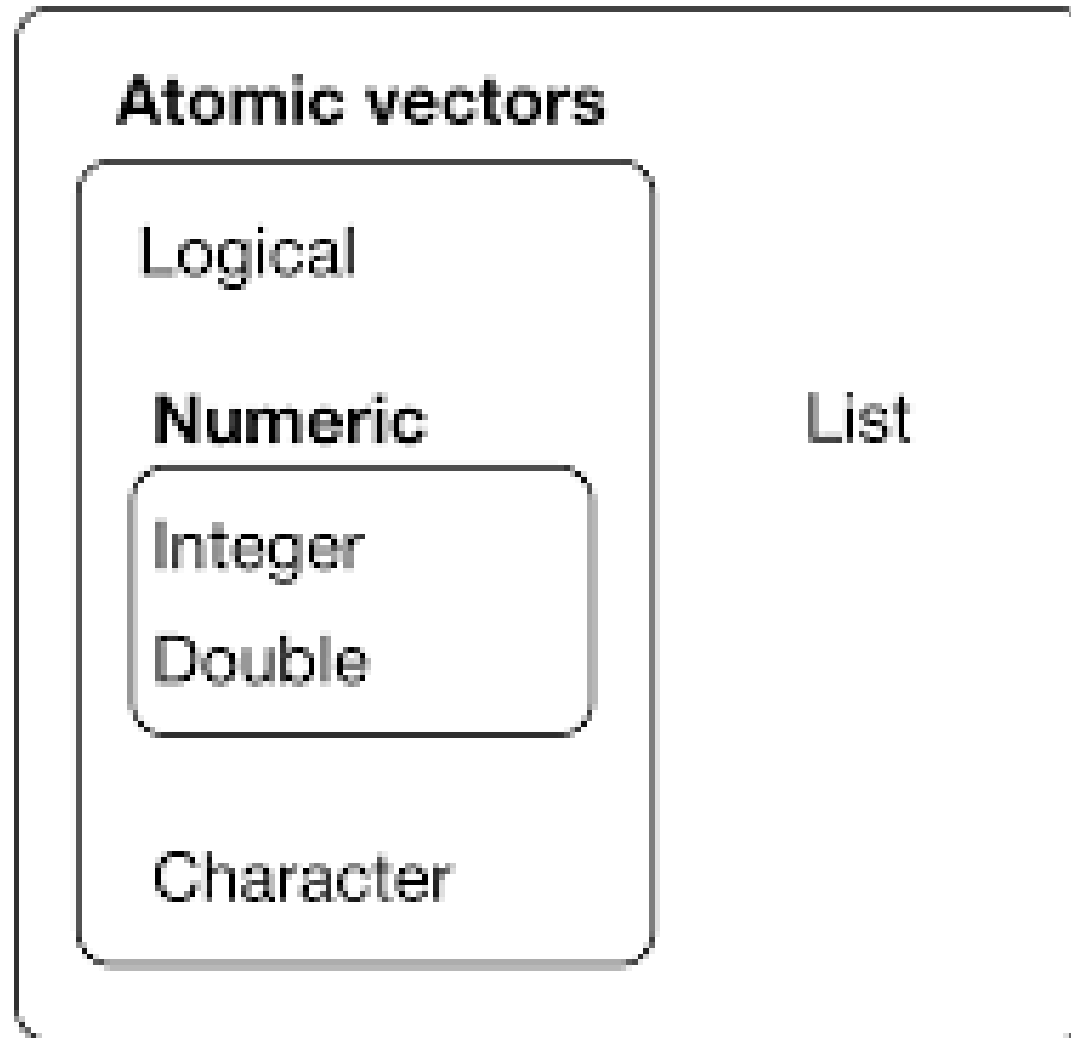 Atomic vectors
Logical
Numeric
List
Integer
Double
Character